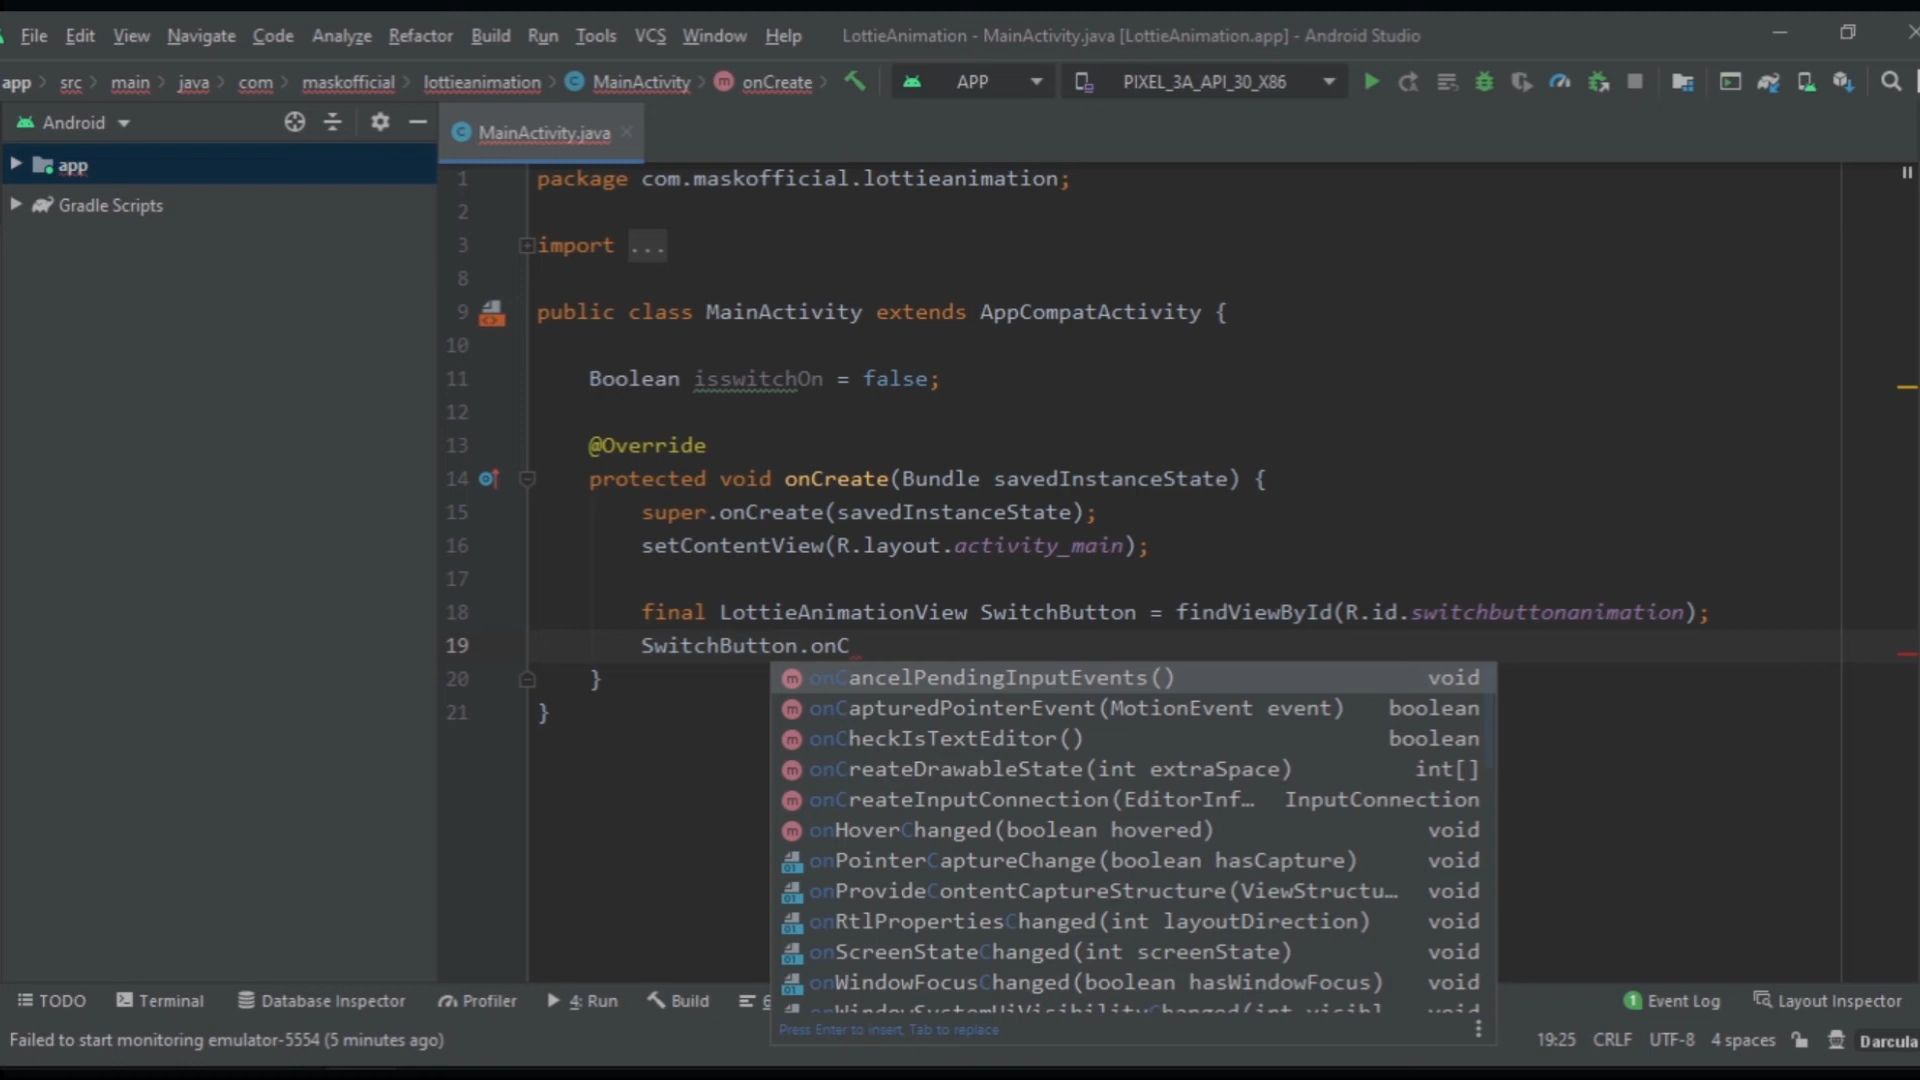 File Edit View Navigate Code Analyze Refactor Build Run Tools VCS Window Help LottieAnimation - MainActivity.java [LottieAnimation.app] - Android Studio
app src main java com maskofficial lottieanimation MainActivity onCreate APP PIXEL_3A_API_30_X86
Android MainActivity.java
app
Gradle Scripts
1 package com.maskofficial.lottieanimation;
2
3 import ...
8
9 public class MainActivity extends AppCompatActivity {
10
11 Boolean isswitchOn = false;
12
13 @Override
14 protected void onCreate(Bundle savedInstanceState) {
15 super.onCreate(savedInstanceState);
16 setContentView(R.layout.activity_main);
17
18 final LottieAnimationView SwitchButton = findViewById(R.id.switchbuttonanimation);
19 SwitchButton.onC
20 }
21 }
onCancelPendingInputEvents() void
onCapturedPointerEvent(MotionEvent event) boolean
onCheckIsTextEditor() boolean
onCreateDrawableState(int extraSpace) int[]
onCreateInputConnection(EditorInf… InputConnection
onHoverChanged(boolean hovered) void
onPointerCaptureChange(boolean hasCapture) void
onProvideContentCaptureStructure(ViewStructu… void
onRtlPropertiesChanged(int layoutDirection) void
onScreenStateChanged(int screenState) void
onWindowFocusChanged(boolean hasWindowFocus) void
onWindowSystemUiVisibilityChanged(int visibl void
Press Enter to insert, Tab to replace
TODO Terminal Database Inspector Profiler 4: Run Build 6 1 Event Log Layout Inspector
Failed to start monitoring emulator-5554 (5 minutes ago) 19:25 CRLF UTF-8 4 spaces Darcula